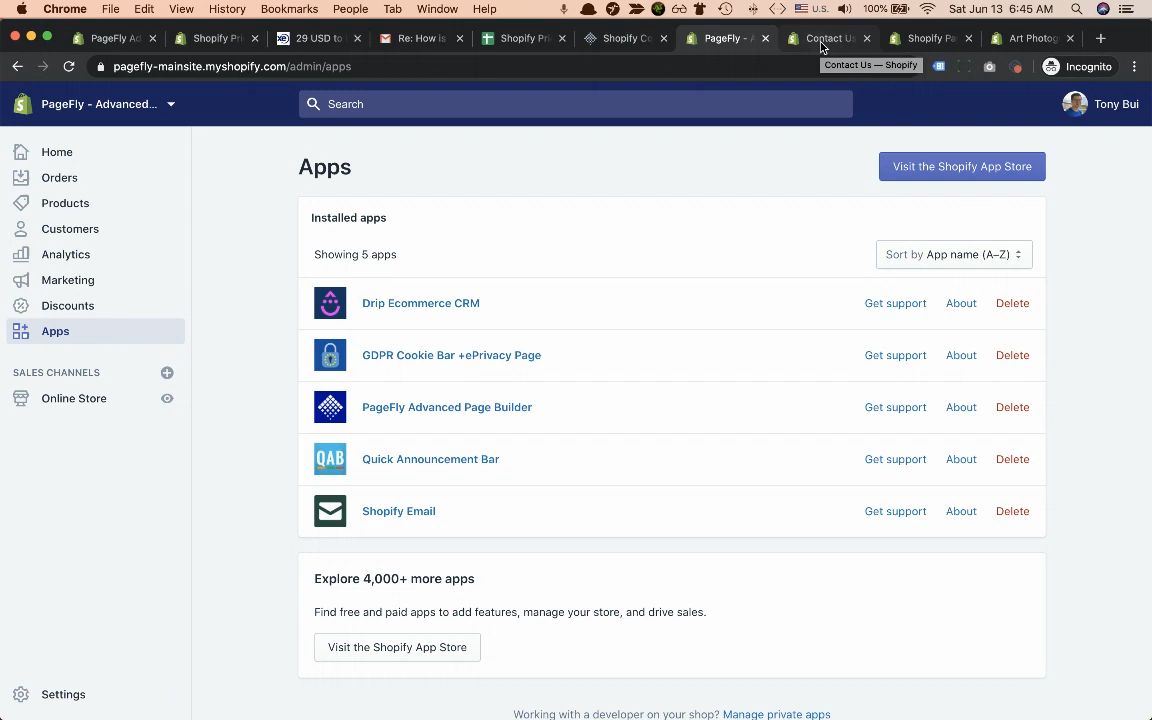 Chrome File Edit View History Bookmarks People Tab Window Help U.S. 100% Sat Jun 13 6:45 AM
PageFly Ad Shopify Pri 29 USD to Re: How is Shopify Pri Shopify Co PageFly - A Contact Us Shopify Pa Art Photog
pagefly-mainsite.myshopify.com/admin/apps Contact Us — Shopify Incognito
PageFly - Advanced... Search Tony Bui
Home
Orders
Products
Customers
Analytics
Marketing
Discounts
Apps
SALES CHANNELS
Online Store
Settings
Apps Visit the Shopify App Store
Installed apps
Showing 5 apps Sort by App name (A–Z)
Drip Ecommerce CRM Get support About Delete
GDPR Cookie Bar +ePrivacy Page Get support About Delete
PageFly Advanced Page Builder Get support About Delete
QAB Quick Announcement Bar Get support About Delete
Shopify Email Get support About Delete
Explore 4,000+ more apps
Find free and paid apps to add features, manage your store, and drive sales.
Visit the Shopify App Store
Working with a developer on your shop? Manage private apps